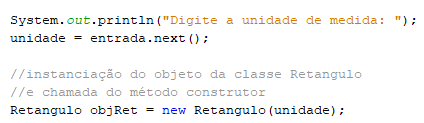 System.out.println("Digite a unidade de medida: ");
unidade = entrada.next();
//instanciação do objeto da classe Retangulo
//e chamada do método construtor
Retangulo objRet = new Retangulo(unidade);